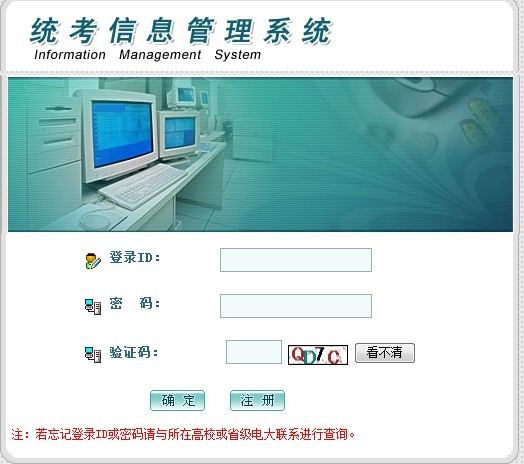 统考信息管理系统
Information Management System
登录ID：
密 码：
验证码： QD7C 看不清
确 定 注 册
注：若忘记登录ID或密码请与所在高校或省级电大联系进行查询。